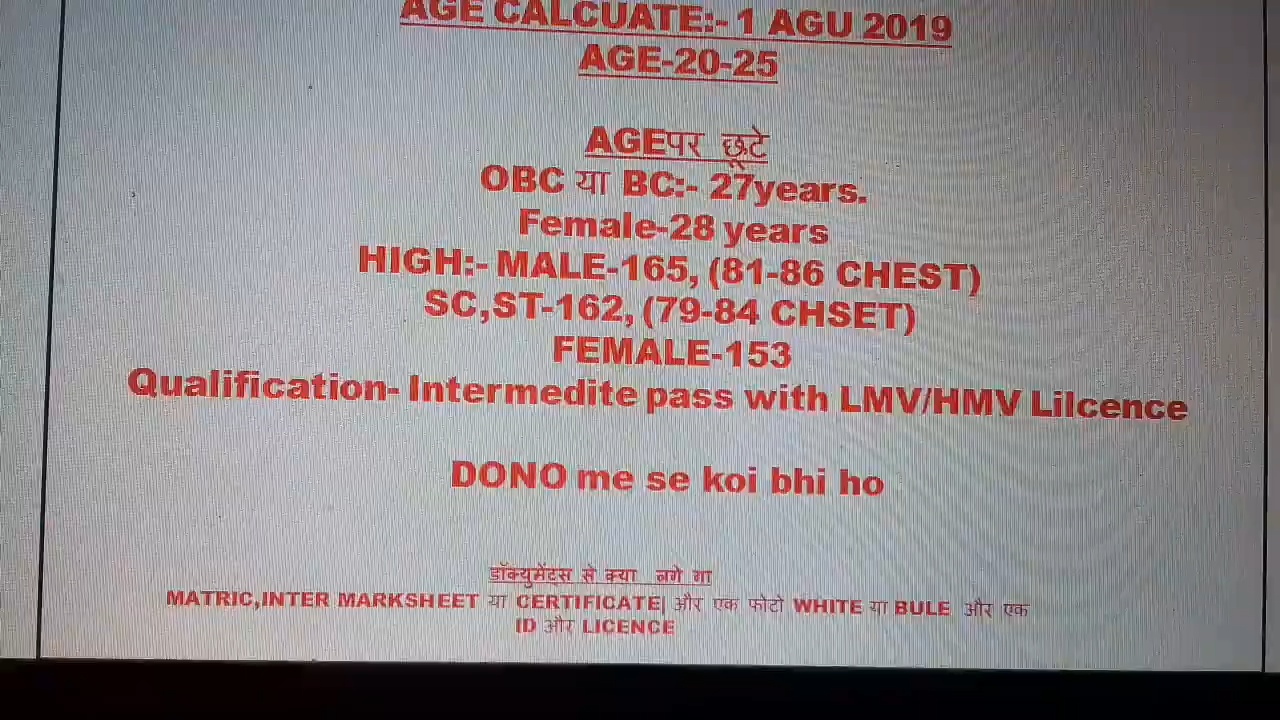 AGE CALCUATE:- 1 AGU 2019
AGE-20-25
AGEपर छूटे
OBC या BC:- 27years.
Female-28 years
HIGH:- MALE-165, (81-86 CHEST)
SC,ST-162, (79-84 CHSET)
FEMALE-153
Qualification- Intermedite pass with LMV/HMV Lilcence
DONO me se koi bhi ho
डॉक्युमेंट्स से क्या लगे गा
MATRIC,INTER MARKSHEET या CERTIFICATE| और एक फोटो WHITE या BULE और एक
ID और LICENCE